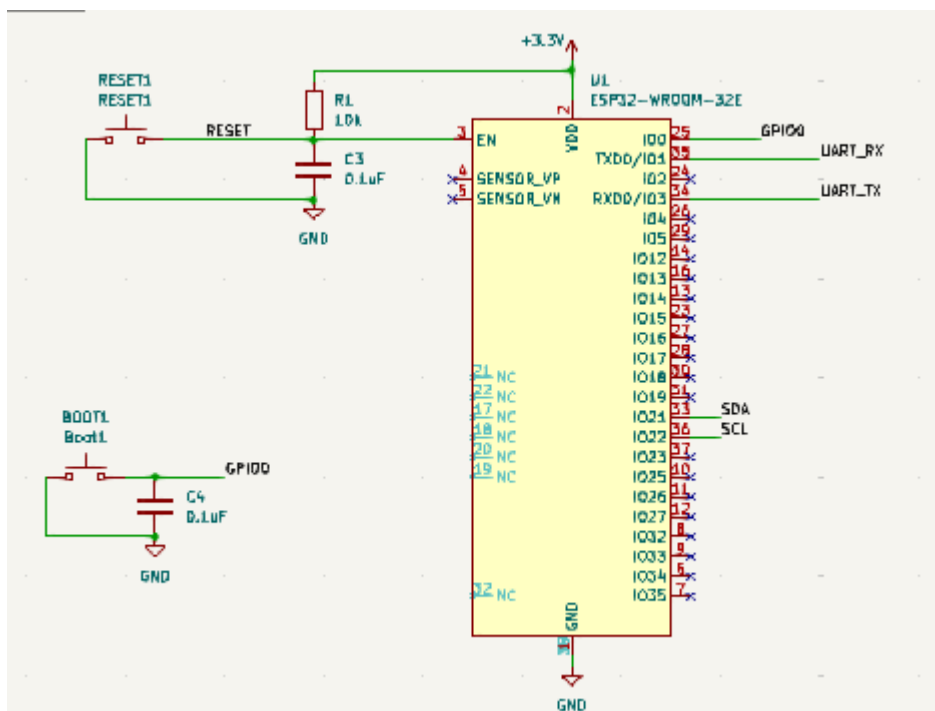 +3.3V
RESET1
RESET1
R1
10k
RESET
C3
0.1uF
GND
BOOT1
Boot1
GPIO0
C4
0.1uF
GND
U1
ESP32-WROOM-32E
2
VDD
3 EN
4 SENSOR_VP
5 SENSOR_VN
21 NC
22 NC
17 NC
18 NC
20 NC
19 NC
32 NC
IO0 25 GPIO0
TXD0/IO1 35 UART_RX
IO2 24
RXD0/IO3 34 UART_TX
IO4 26
IO5 29
IO12 14
IO13 16
IO14 13
IO15 23
IO16 27
IO17 28
IO18 30
IO19 31
IO21 33 SDA
IO22 36 SCL
IO23 37
IO25 10
IO26 11
IO27 12
IO32 8
IO33 9
IO34 6
IO35 7
GND
GND